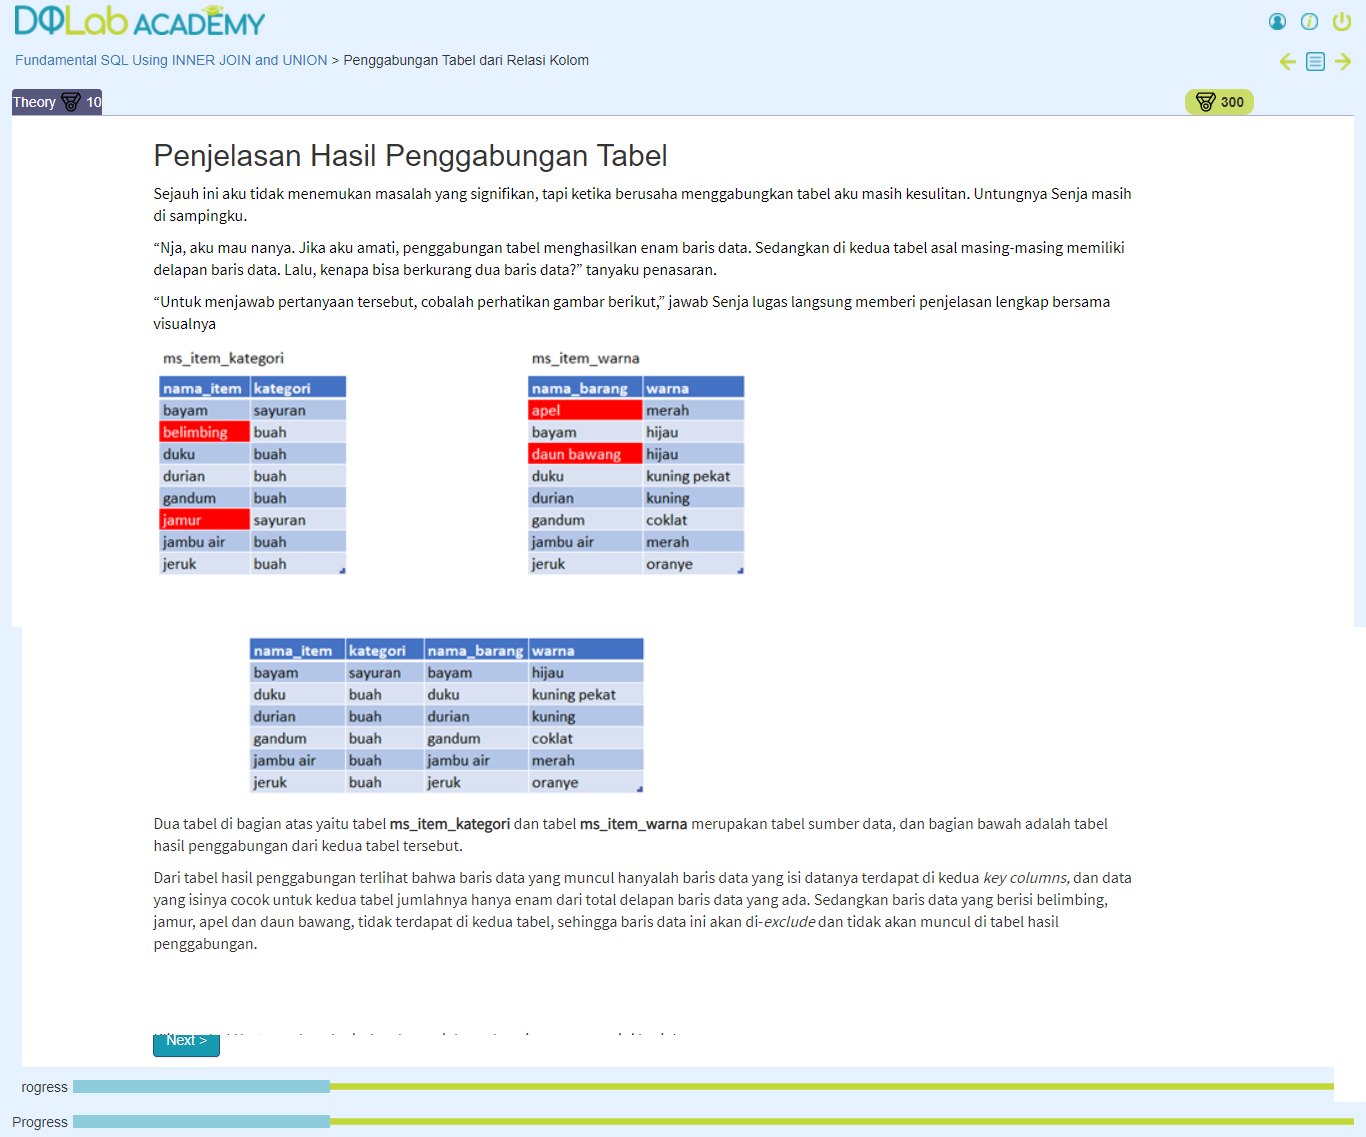 DQLab ACADEMY
Fundamental SQL Using INNER JOIN and UNION > Penggabungan Tabel dari Relasi Kolom
Theory 10
300
Penjelasan Hasil Penggabungan Tabel
Sejauh ini aku tidak menemukan masalah yang signifikan, tapi ketika berusaha menggabungkan tabel aku masih kesulitan. Untungnya Senja masih
di sampingku.
“Nja, aku mau nanya. Jika aku amati, penggabungan tabel menghasilkan enam baris data. Sedangkan di kedua tabel asal masing-masing memiliki
delapan baris data. Lalu, kenapa bisa berkurang dua baris data?” tanyaku penasaran.
“Untuk menjawab pertanyaan tersebut, cobalah perhatikan gambar berikut,” jawab Senja lugas langsung memberi penjelasan lengkap bersama
visualnya
ms_item_kategori
nama_item kategori
bayam sayuran
belimbing buah
duku buah
durian buah
gandum buah
jamur sayuran
jambu air buah
jeruk buah
ms_item_warna
nama_barang warna
apel merah
bayam hijau
daun bawang hijau
duku kuning pekat
durian kuning
gandum coklat
jambu air merah
jeruk oranye
nama_item kategori nama_barang warna
bayam sayuran bayam hijau
duku buah duku kuning pekat
durian buah durian kuning
gandum buah gandum coklat
jambu air buah jambu air merah
jeruk buah jeruk oranye
Dua tabel di bagian atas yaitu tabel ms_item_kategori dan tabel ms_item_warna merupakan tabel sumber data, dan bagian bawah adalah tabel
hasil penggabungan dari kedua tabel tersebut.
Dari tabel hasil penggabungan terlihat bahwa baris data yang muncul hanyalah baris data yang isi datanya terdapat di kedua key columns, dan data
yang isinya cocok untuk kedua tabel jumlahnya hanya enam dari total delapan baris data yang ada. Sedangkan baris data yang berisi belimbing,
jamur, apel dan daun bawang, tidak terdapat di kedua tabel, sehingga baris data ini akan di-exclude dan tidak akan muncul di tabel hasil
penggabungan.
Next >
rogress
Progress